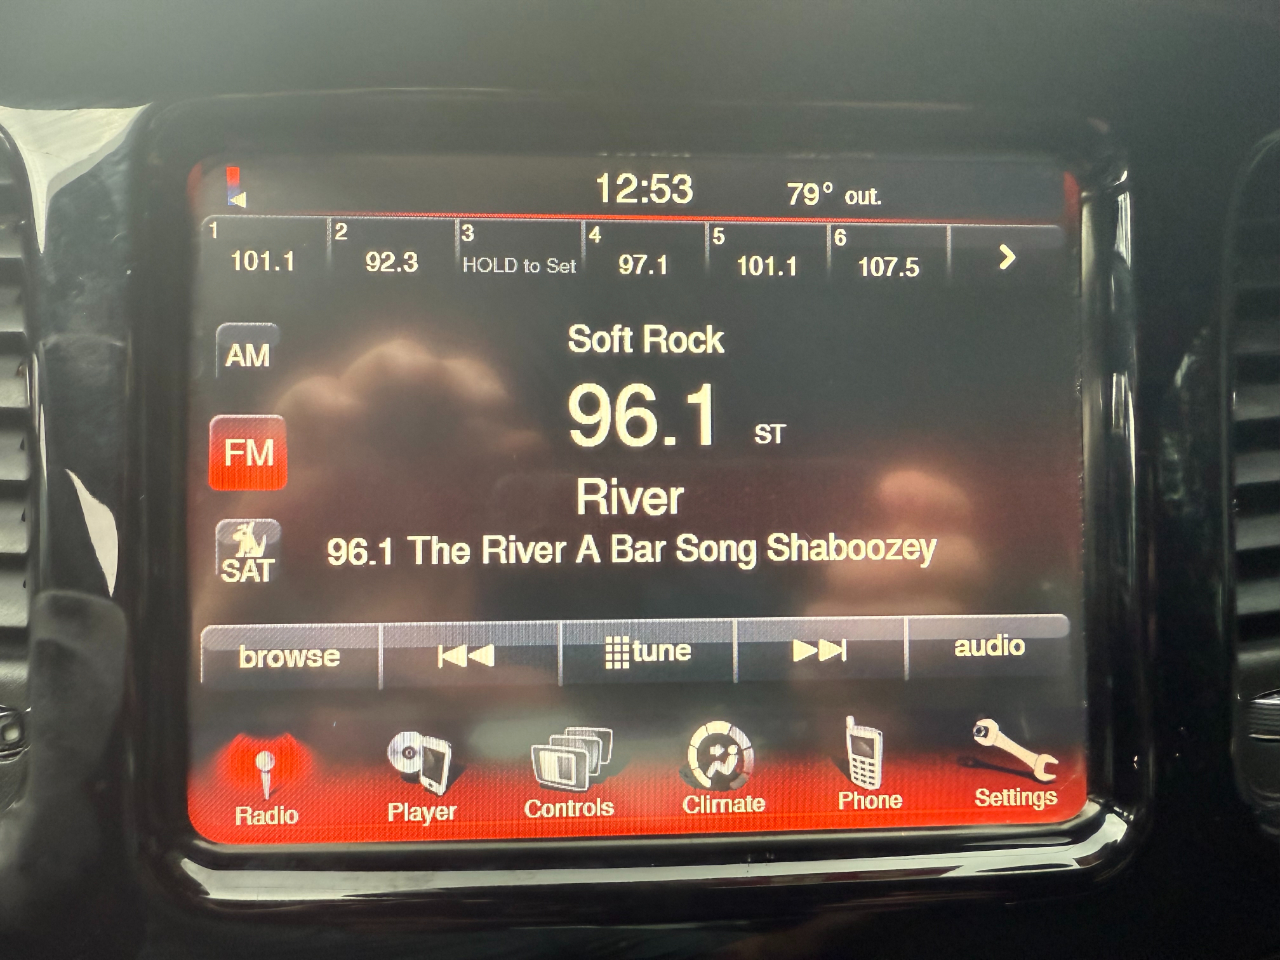 12:53 79° out.
1 2 3 4 5 6
101.1 92.3 HOLD to Set 97.1 101.1 107.5
Soft Rock
AM
96.1 ST
FM
River
96.1 The River A Bar Song Shaboozey
SAT
browse tune audio
Radio Player Controls Climate Phone Settings